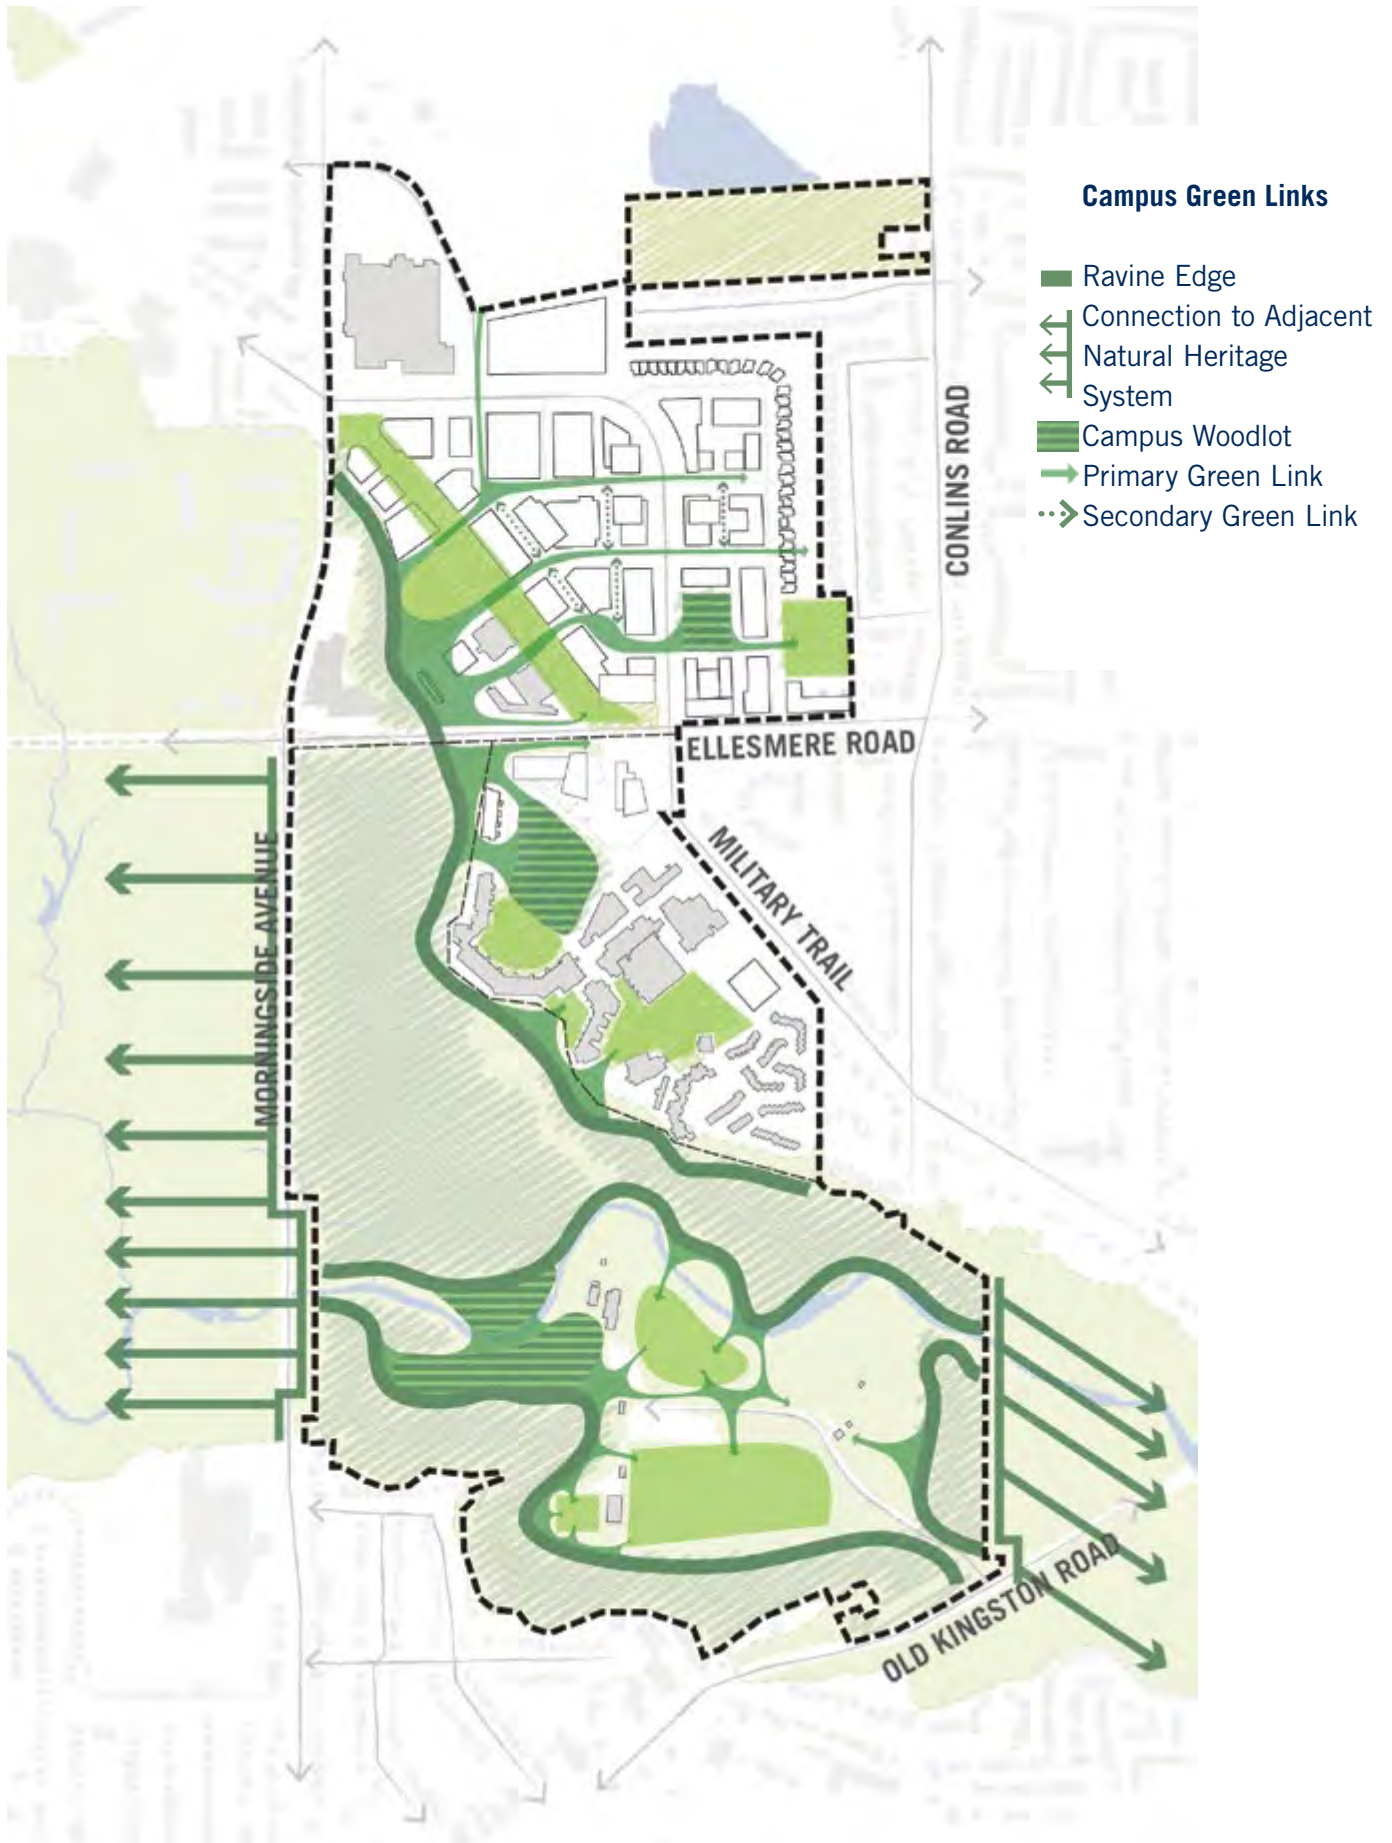 Campus Green Links
Ravine Edge
Connection to Adjacent
Natural Heritage
System
Campus Woodlot
Primary Green Link
Secondary Green Link
CONLINS ROAD
ELLESMERE ROAD
MILITARY TRAIL
MORNINGSIDE AVENUE
OLD KINGSTON ROAD